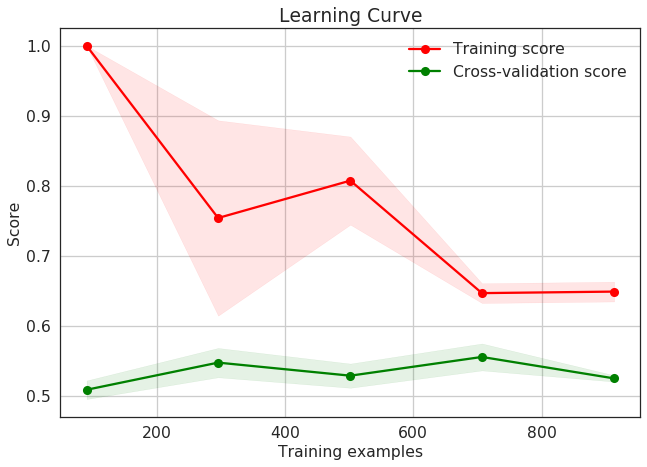 Learning Curve
Training score
Cross-validation score
1.0
0.9
0.8
0.7
0.6
0.5
Score
200
400
600
800
Training examples